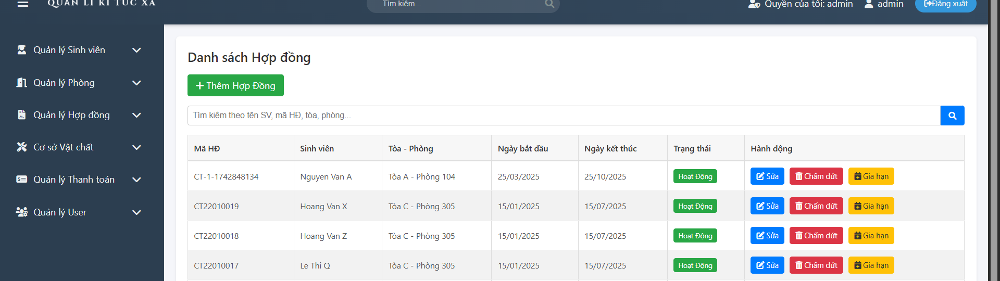 QUẢN LÍ KÍ TÚC XÁ
Tìm kiếm...
Quyền của tôi: admin
admin
Đăng xuất
Quản lý Sinh viên
Quản lý Phòng
Quản lý Hợp đồng
Cơ sở Vật chất
Quản lý Thanh toán
Quản lý User
Danh sách Hợp đồng
Thêm Hợp Đồng
Tìm kiếm theo tên SV, mã HĐ, tòa, phòng...
Mã HĐ Sinh viên Tòa - Phòng Ngày bắt đầu Ngày kết thúc Trạng thái Hành động
CT-1-1742848134 Nguyen Van A Tòa A - Phòng 104 25/03/2025 25/10/2025 Hoạt Động Sửa Chấm dứt Gia hạn
CT22010019 Hoang Van X Tòa C - Phòng 305 15/01/2025 15/07/2025 Hoạt Động Sửa Chấm dứt Gia hạn
CT22010018 Hoang Van Z Tòa C - Phòng 305 15/01/2025 15/07/2025 Hoạt Động Sửa Chấm dứt Gia hạn
CT22010017 Le Thi Q Tòa C - Phòng 305 15/01/2025 15/07/2025 Hoạt Động Sửa Chấm dứt Gia hạn